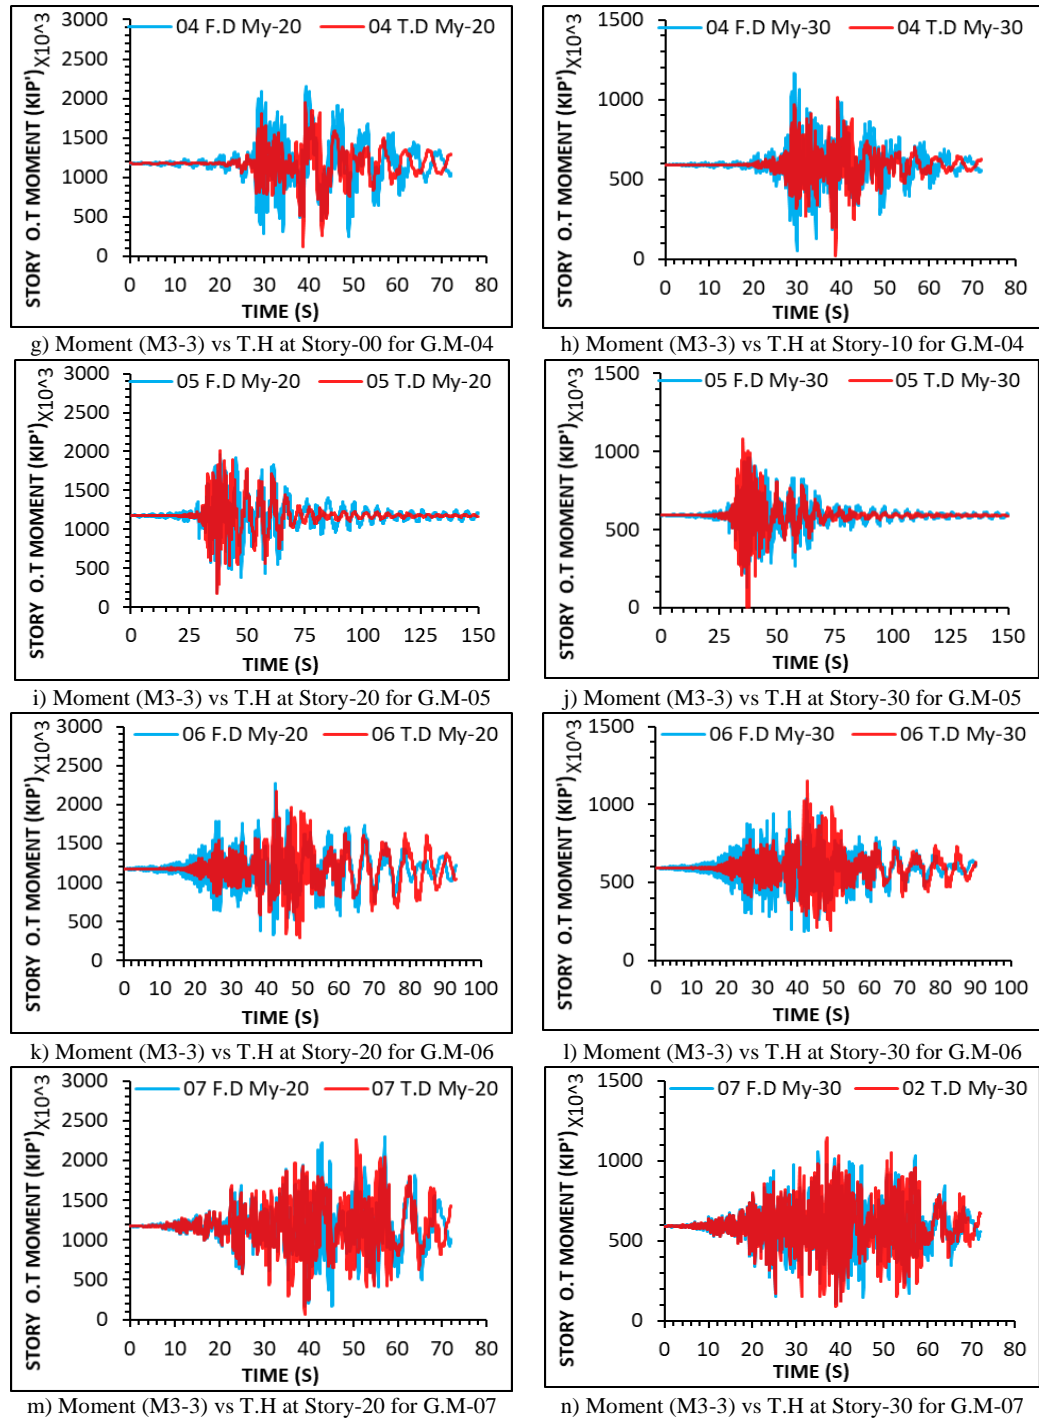 04 F.D My-20 04 T.D My-20
STORY O.T MOMENT (KIP') X10^3
3000
2500
2000
1500
1000
500
0
0 10 20 30 40 50 60 70 80
TIME (S)
g) Moment (M3-3) vs T.H at Story-00 for G.M-04
04 F.D My-30 04 T.D My-30
STORY O.T MOMENT (KIP') X10^3
1500
1000
500
0
0 10 20 30 40 50 60 70 80
TIME (S)
h) Moment (M3-3) vs T.H at Story-10 for G.M-04
05 F.D My-20 05 T.D My-20
STORY O.T MOMENT (KIP') X10^3
3000
2500
2000
1500
1000
500
0
0 25 50 75 100 125 150
TIME (S)
i) Moment (M3-3) vs T.H at Story-20 for G.M-05
05 F.D My-30 05 T.D My-30
STORY O.T MOMENT (KIP') X10^3
1500
1000
500
0
0 25 50 75 100 125 150
TIME (S)
j) Moment (M3-3) vs T.H at Story-30 for G.M-05
06 F.D My-20 06 T.D My-20
STORY O.T MOMENT (KIP') X10^3
3000
2500
2000
1500
1000
500
0
0 10 20 30 40 50 60 70 80 90 100
TIME (S)
k) Moment (M3-3) vs T.H at Story-20 for G.M-06
06 F.D My-30 06 T.D My-30
STORY O.T MOMENT (KIP') X10^3
1500
1000
500
0
0 10 20 30 40 50 60 70 80 90 100
TIME (S)
l) Moment (M3-3) vs T.H at Story-30 for G.M-06
07 F.D My-20 07 T.D My-20
STORY O.T MOMENT (KIP') X10^3
3000
2500
2000
1500
1000
500
0
0 10 20 30 40 50 60 70 80
TIME (S)
m) Moment (M3-3) vs T.H at Story-20 for G.M-07
07 F.D My-30 02 T.D My-30
STORY O.T MOMENT (KIP') X10^3
1500
1000
500
0
0 10 20 30 40 50 60 70 80
TIME (S)
n) Moment (M3-3) vs T.H at Story-30 for G.M-07